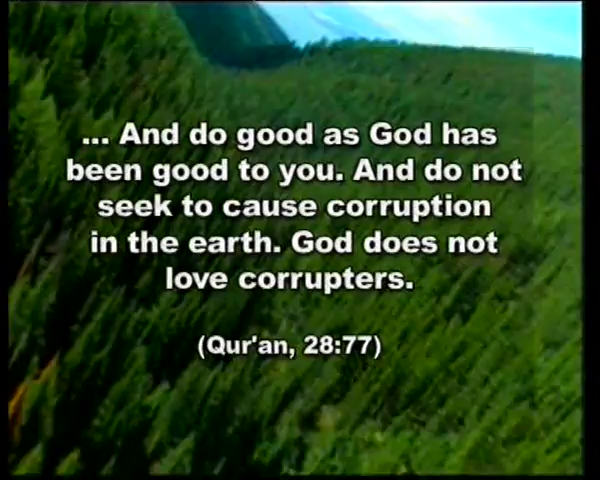 ... And do good as God has
been good to you. And do not
seek to cause corruption
in the earth. God does not
love corrupters.
(Qur'an, 28:77)